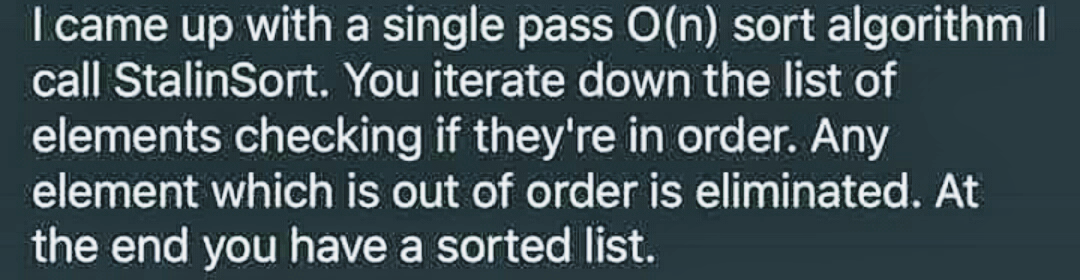 I came up with a single pass O(n) sort algorithm I
call StalinSort. You iterate down the list of
elements checking if they're in order. Any
element which is out of order is eliminated. At
the end you have a sorted list.